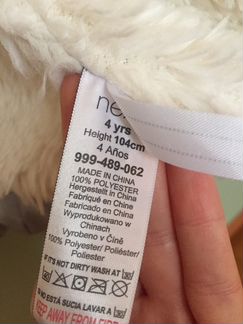 ne
4 yrs
Height 104cm
4 Años
999-489-062
MADE IN CHINA
100% POLYESTER
Hergestellt in China
Fabriqué en Chine
Fabricado en China
Wyprodukowano w
Chinach
Vyrobeno v Číně
100% Polyester/ Poliéster/
Poliester
IF IT'S NOT DIRTY WASH AT
NO ESTÁ SUCIA LAVAR A
KEEP AWAY FROM FIRE